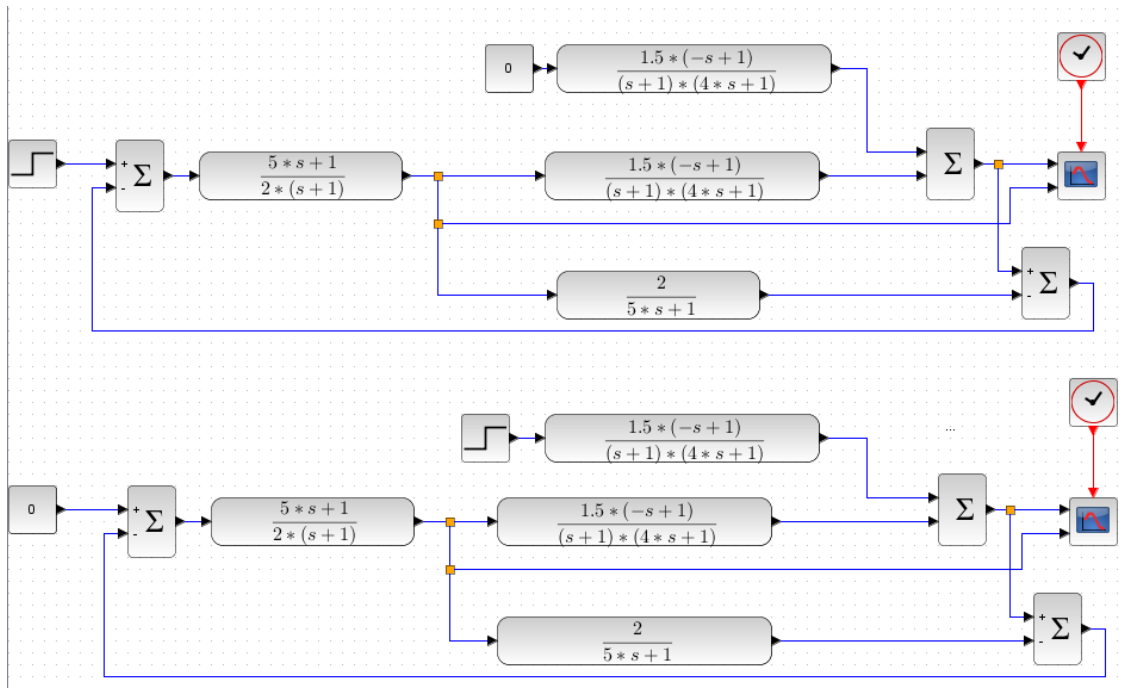 0
1.5 * (−s + 1)
(s + 1) * (4 * s + 1)
+
-
Σ
5 * s + 1
2 * (s + 1)
1.5 * (−s + 1)
(s + 1) * (4 * s + 1)
Σ
2
5 * s + 1
+
-
Σ
1.5 * (−s + 1)
(s + 1) * (4 * s + 1)
...
0
+
-
Σ
5 * s + 1
2 * (s + 1)
1.5 * (−s + 1)
(s + 1) * (4 * s + 1)
Σ
2
5 * s + 1
+
-
Σ